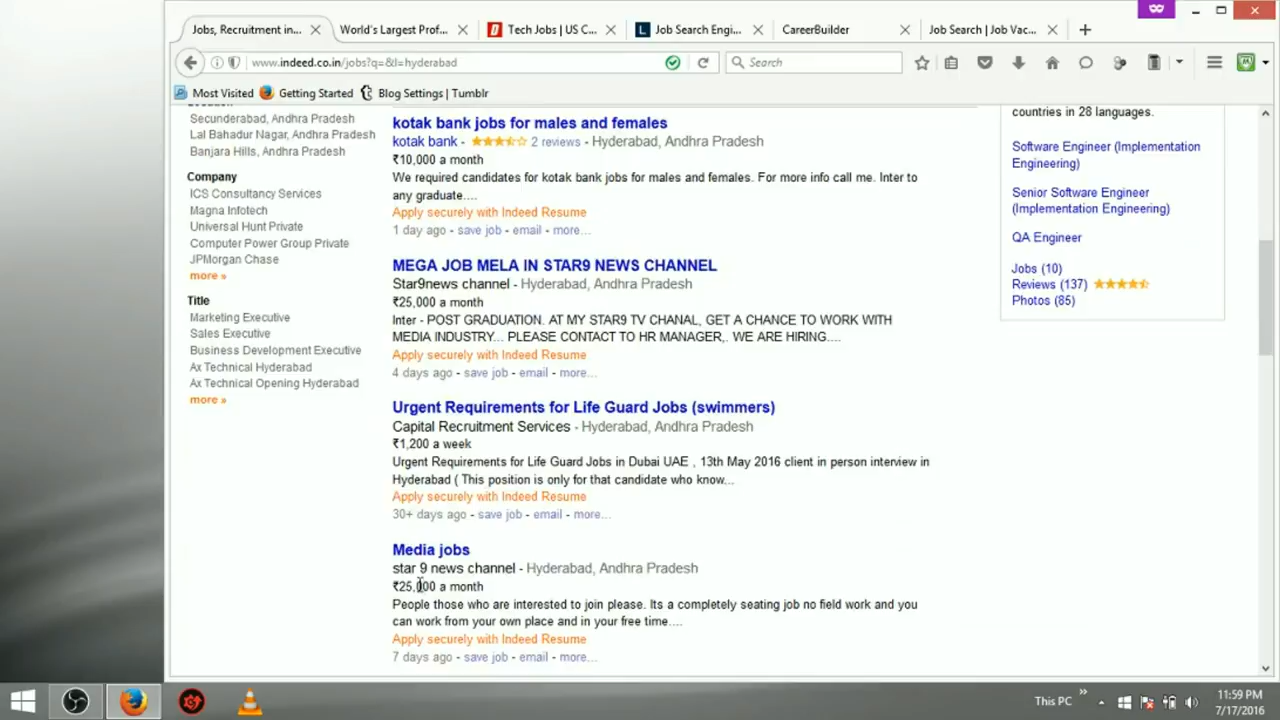 Jobs, Recruitment in...
World's Largest Prof...
Tech Jobs | US C...
Job Search Engi...
CareerBuilder
Job Search | Job Vac...
www.indeed.co.in/jobs?q=&l=hyderabad
Search
Most Visited
Getting Started
Blog Settings | Tumblr
Secunderabad, Andhra Pradesh
Lal Bahadur Nagar, Andhra Pradesh
Banjara Hills, Andhra Pradesh
Company
ICS Consultancy Services
Magna Infotech
Universal Hunt Private
Computer Power Group Private
JPMorgan Chase
more »
Title
Marketing Executive
Sales Executive
Business Development Executive
Ax Technical Hyderabad
Ax Technical Opening Hyderabad
more »
kotak bank jobs for males and females
kotak bank - 2 reviews - Hyderabad, Andhra Pradesh
₹10,000 a month
We required candidates for kotak bank jobs for males and females. For more info call me. Inter to
any graduate....
Apply securely with Indeed Resume
1 day ago - save job - email - more...
MEGA JOB MELA IN STAR9 NEWS CHANNEL
Star9news channel - Hyderabad, Andhra Pradesh
₹25,000 a month
Inter - POST GRADUATION. AT MY STAR9 TV CHANAL, GET A CHANCE TO WORK WITH
MEDIA INDUSTRY... PLEASE CONTACT TO HR MANAGER,. WE ARE HIRING....
Apply securely with Indeed Resume
4 days ago - save job - email - more...
Urgent Requirements for Life Guard Jobs (swimmers)
Capital Recruitment Services - Hyderabad, Andhra Pradesh
₹1,200 a week
Urgent Requirements for Life Guard Jobs in Dubai UAE , 13th May 2016 client in person interview in
Hyderabad ( This position is only for that candidate who know...
Apply securely with Indeed Resume
30+ days ago - save job - email - more...
Media jobs
star 9 news channel - Hyderabad, Andhra Pradesh
₹25,000 a month
People those who are interested to join please. Its a completely seating job no field work and you
can work from your own place and in your free time....
Apply securely with Indeed Resume
7 days ago - save job - email - more...
countries in 28 languages.
Software Engineer (Implementation
Engineering)
Senior Software Engineer
(Implementation Engineering)
QA Engineer
Jobs (10)
Reviews (137)
Photos (85)
This PC
11:59 PM
7/17/2016